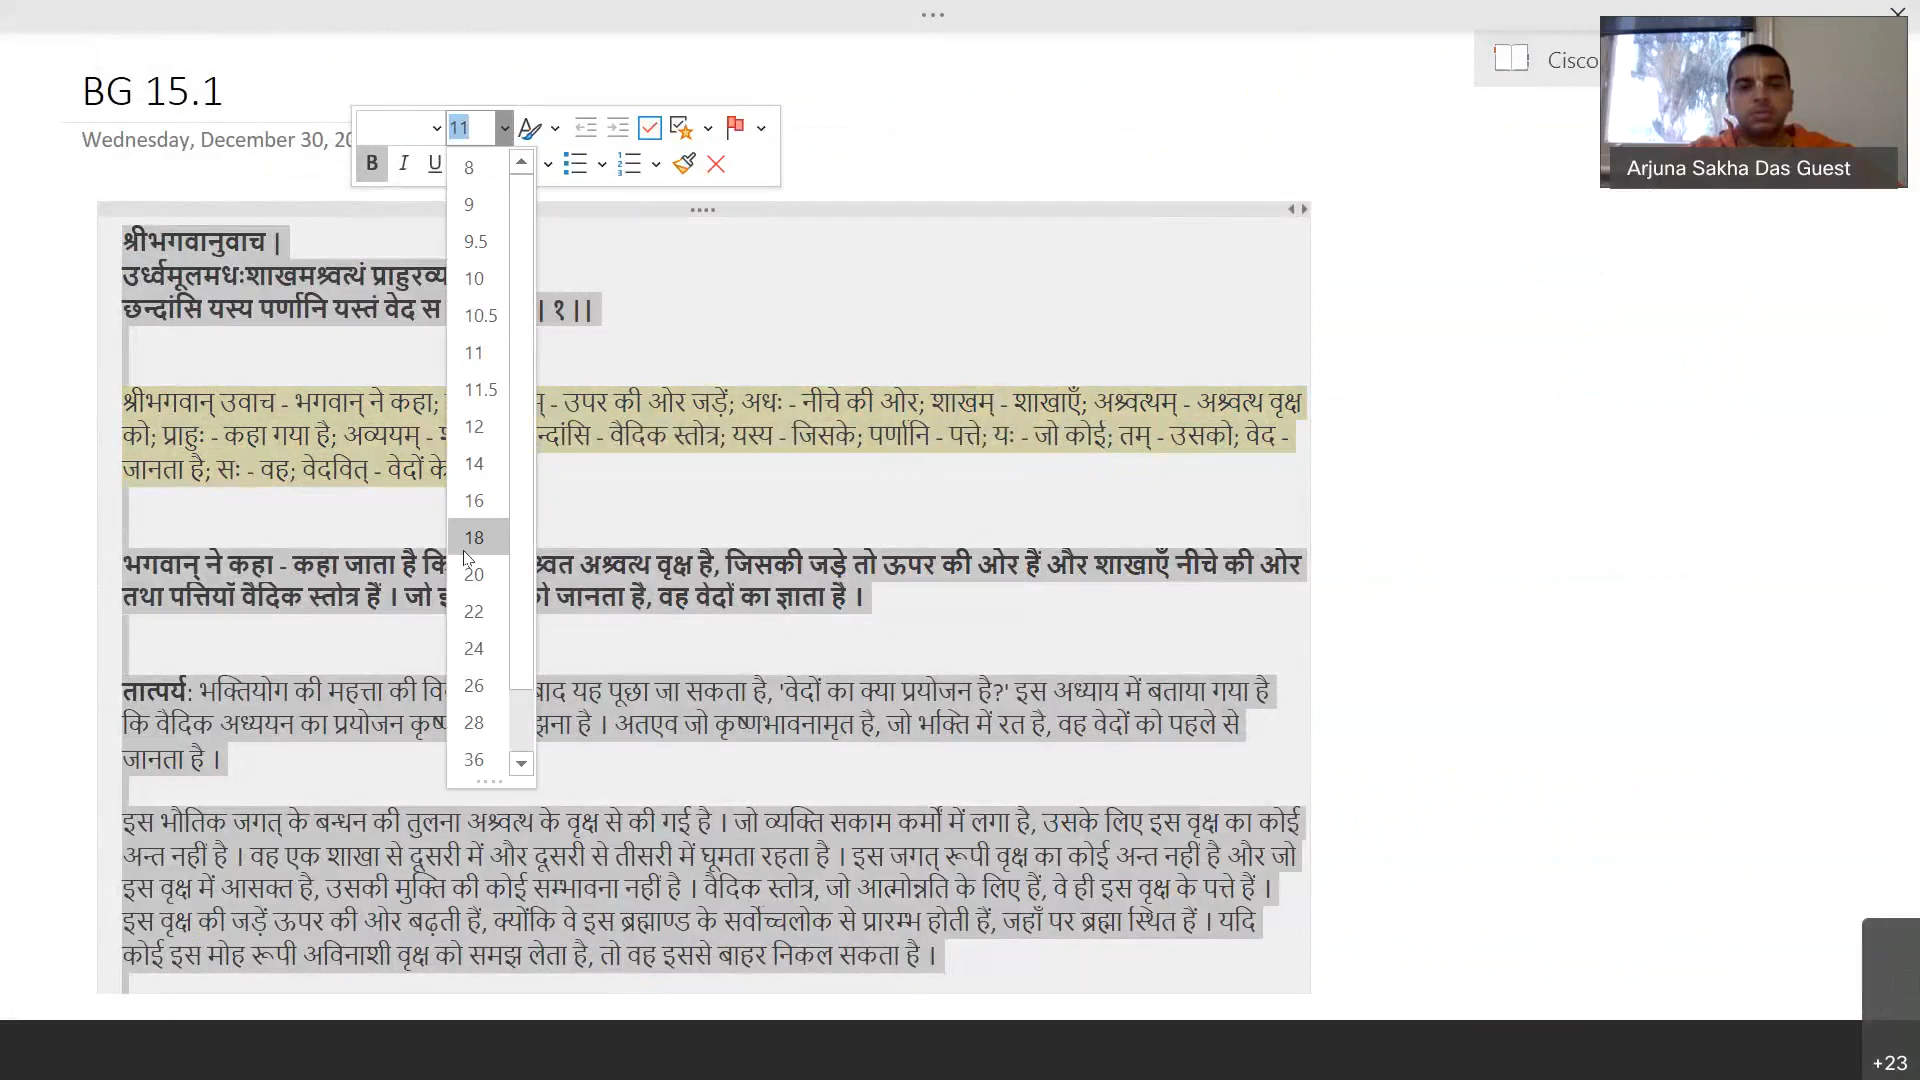 Cisco
Arjuna Sakha Das Guest
BG 15.1
Wednesday, December 30, 20
11
B I U
8
9
9.5
10
10.5
11
11.5
12
14
16
18
20
22
24
26
28
36
श्रीभगवानुवाच |
उर्ध्वमूलमधःशाखमश्र्वत्थं प्राहुरव्य
छन्दांसि यस्य पर्णानि यस्तं वेद स | १ ||
श्रीभगवान् उवाच - भगवान् ने कहा; म् - उपर की ओर जड़ें; अधः - नीचे की ओर; शाखम् - शाखाएँ; अश्र्वत्थम् - अश्र्वत्थ वृक्ष
को; प्राहुः - कहा गया है; अव्ययम् - न्दांसि - वैदिक स्तोत्र; यस्य - जिसके; पर्णानि - पत्ते; यः - जो कोई; तम् - उसको; वेद -
जानता है; सः - वह; वेदवित् - वेदों के
भगवान् ने कहा - कहा जाता है कि श्र्वत अश्र्वत्थ वृक्ष है, जिसकी जड़े तो ऊपर की ओर हैं और शाखाएँ नीचे की ओर
तथा पत्तियाँ वैदिक स्तोत्र हैं । जो को जानता है, वह वेदों का ज्ञाता है ।
तात्पर्य: भक्तियोग की महत्ता की वि बाद यह पूछा जा सकता है, 'वेदों का क्या प्रयोजन है?' इस अध्याय में बताया गया है
कि वैदिक अध्ययन का प्रयोजन कृष्ण झना है । अतएव जो कृष्णभावनामृत है, जो भक्ति में रत है, वह वेदों को पहले से
जानता है ।
इस भौतिक जगत् के बन्धन की तुलना अश्र्वत्थ के वृक्ष से की गई है । जो व्यक्ति सकाम कर्मों में लगा है, उसके लिए इस वृक्ष का कोई
अन्त नहीं है । वह एक शाखा से दूसरी में और दूसरी से तीसरी में घूमता रहता है । इस जगत् रूपी वृक्ष का कोई अन्त नहीं है और जो
इस वृक्ष में आसक्त है, उसकी मुक्ति की कोई सम्भावना नहीं है । वैदिक स्तोत्र, जो आत्मोन्नति के लिए हैं, वे ही इस वृक्ष के पत्ते हैं ।
इस वृक्ष की जड़ें ऊपर की ओर बढ़ती हैं, क्योंकि वे इस ब्रह्माण्ड के सर्वोच्चलोक से प्रारम्भ होती हैं, जहाँ पर ब्रह्मा स्थित हैं । यदि
कोई इस मोह रूपी अविनाशी वृक्ष को समझ लेता है, तो वह इससे बाहर निकल सकता है ।
+23